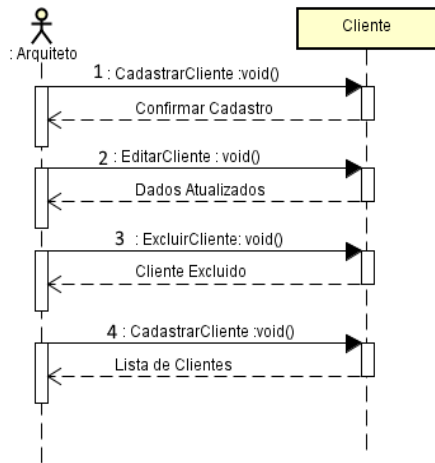 Cliente
: Arquiteto
1 : CadastrarCliente :void()
Confirmar Cadastro
2 : EditarCliente : void()
Dados Atualizados
3 : ExcluirCliente: void()
Cliente Excluido
4 : CadastrarCliente :void()
Lista de Clientes